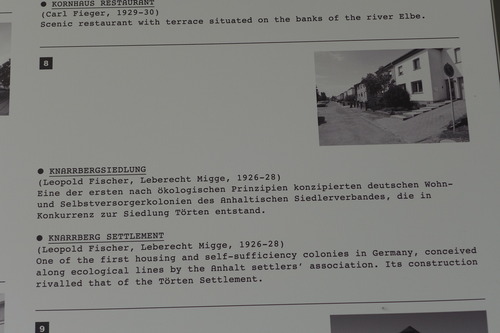 ● KORNHAUS RESTAURANT
(Carl Fieger, 1929-30)
Scenic restaurant with terrace situated on the banks of the river Elbe.
8
● KNARRBERGSIEDLUNG
(Leopold Fischer, Leberecht Migge, 1926-28)
Eine der ersten nach ökologischen Prinzipien konzipierten deutschen Wohn-
und Selbstversorgerkolonien des Anhaltischen Siedlerverbandes, die in
Konkurrenz zur Siedlung Törten entstand.
● KNARRBERG SETTLEMENT
(Leopold Fischer, Leberecht Migge, 1926-28)
One of the first housing and self-sufficiency colonies in Germany, conceived
along ecological lines by the Anhalt settlers' association. Its construction
rivalled that of the Törten Settlement.
9